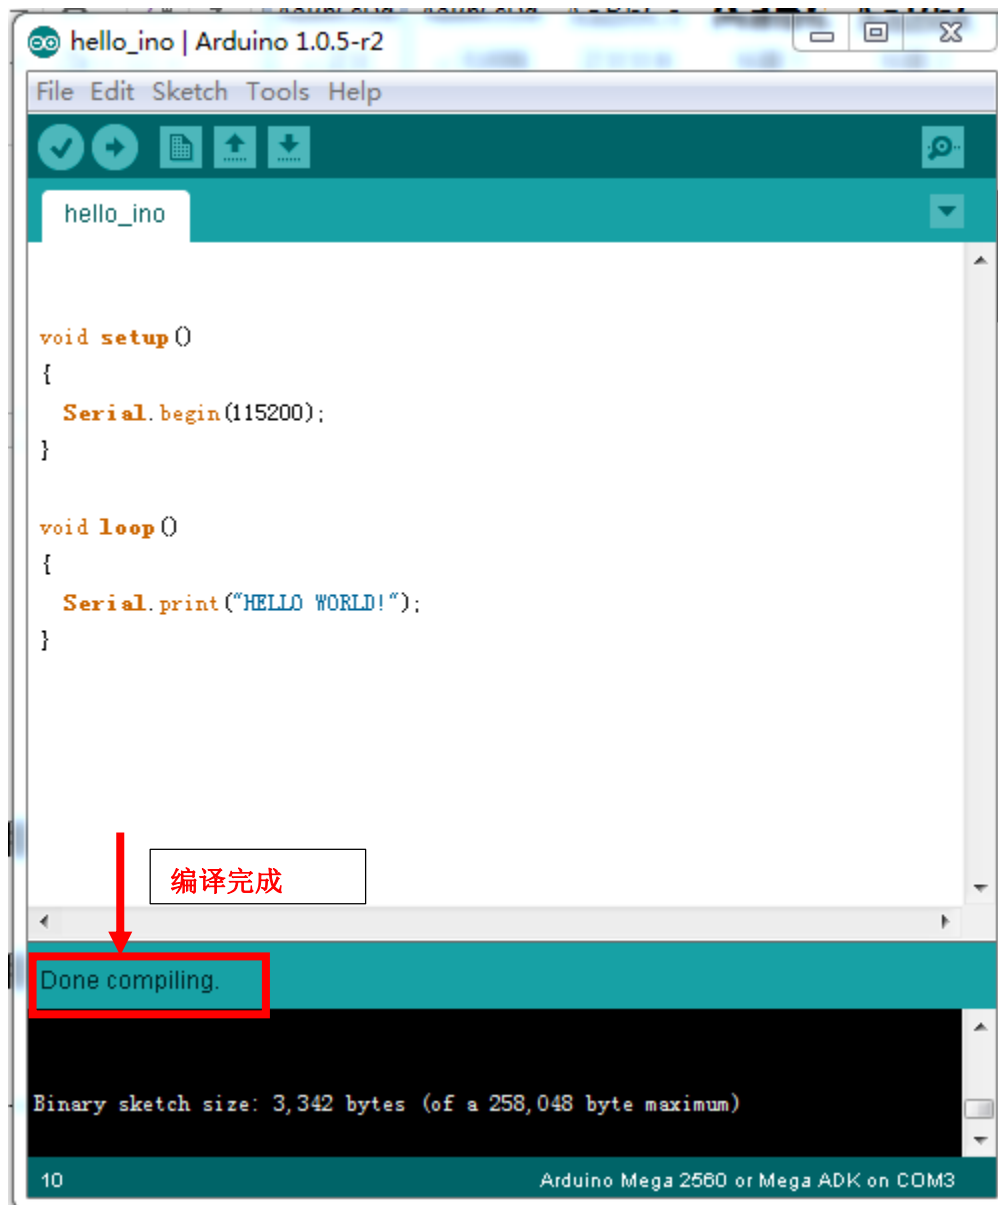 hello_ino | Arduino 1.0.5-r2
File Edit Sketch Tools Help
hello_ino
void setup()
{
Serial.begin(115200);
}
void loop()
{
Serial.print("HELLO WORLD!");
}
编译完成
Done compiling.
Binary sketch size: 3,342 bytes (of a 258,048 byte maximum)
10 Arduino Mega 2560 or Mega ADK on COM3